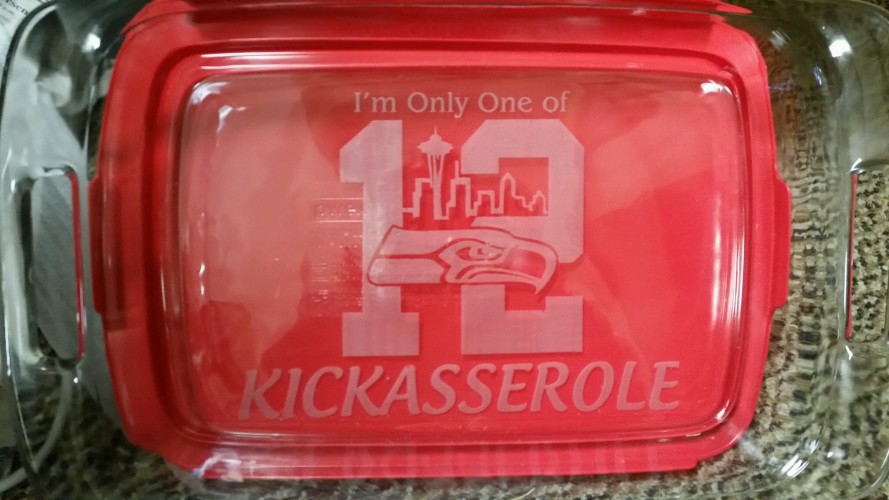 I'm Only One of
12
KICKASSEROLE